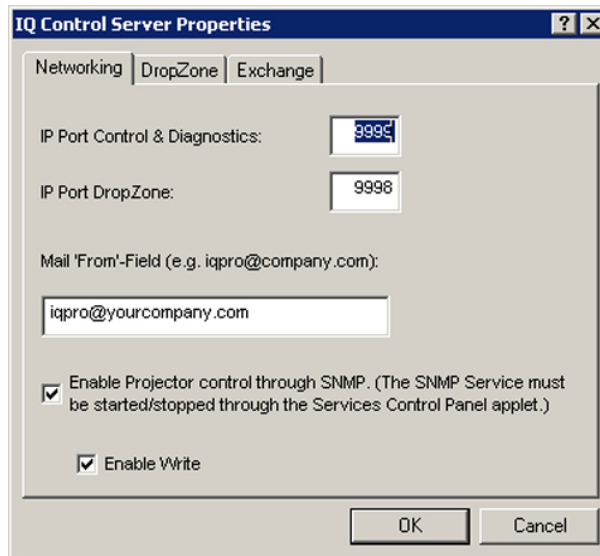 IQ Control Server Properties
Networking DropZone Exchange
IP Port Control & Diagnostics: 9999
IP Port DropZone: 9998
Mail 'From'-Field (e.g. iqpro@company.com):
iqpro@yourcompany.com
Enable Projector control through SNMP. (The SNMP Service must
be started/stopped through the Services Control Panel applet.)
Enable Write
OK Cancel